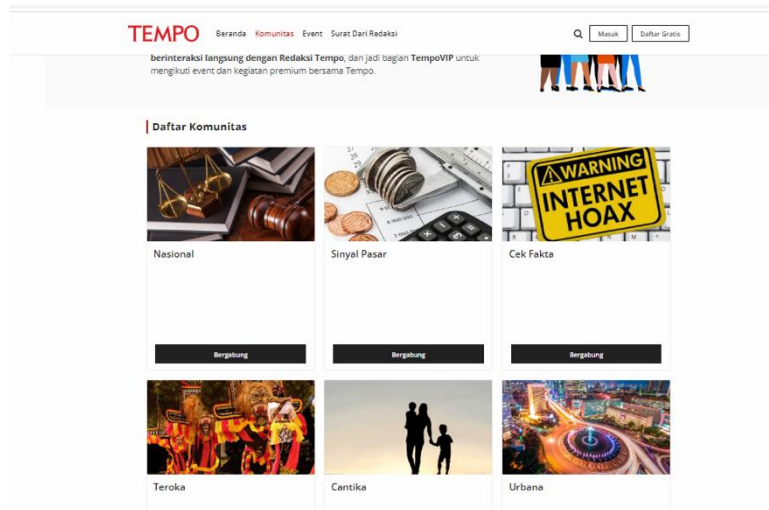 TEMPO Beranda Komunitas Event Surat Dari Redaksi Masuk Daftar Gratis
berinteraksi langsung dengan Redaksi Tempo, dan jadi bagian TempoVIP untuk
mengikuti event dan kegiatan premium bersama Tempo.
Daftar Komunitas
WARNING
INTERNET
HOAX
Nasional Sinyal Pasar Cek Fakta
Bergabung Bergabung Bergabung
Teroka Cantika Urbana